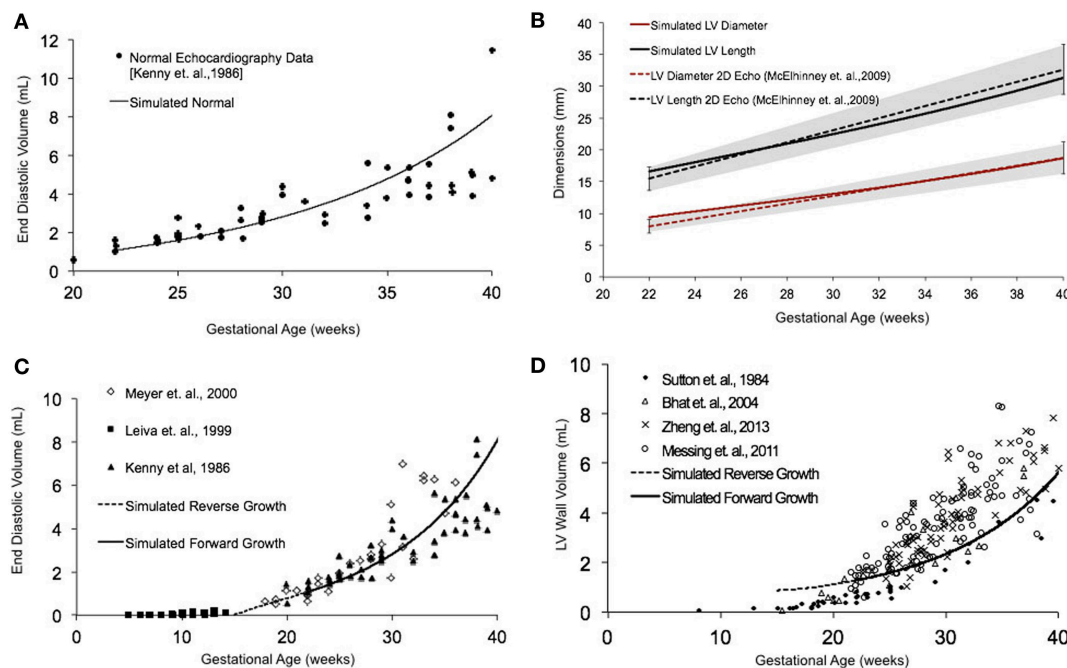 A
12
10
8
6
4
2
0
End Diastolic Volume (mL)
Normal Echocardiography Data
[Kenny et. al.,1986]
Simulated Normal
20
25
30
35
40
Gestational Age (weeks)
B
40
35
30
25
20
15
10
5
0
Dimensions (mm)
Simulated LV Diameter
Simulated LV Length
LV Diameter 2D Echo (McElhinney et. al.,2009)
LV Length 2D Echo (McElhinney et. al.,2009)
20
22
24
26
28
30
32
34
36
38
40
Gestational Age (weeks)
C
10
8
6
4
2
0
End Diastolic Volume (mL)
Meyer et. al., 2000
Leiva et. al., 1999
Kenny et al, 1986
Simulated Reverse Growth
Simulated Forward Growth
0
10
20
30
40
Gestational Age (weeks)
D
10
8
6
4
2
0
LV Wall Volume (mL)
Sutton et. al., 1984
Bhat et. al., 2004
Zheng et. al., 2013
Messing et. al., 2011
Simulated Reverse Growth
Simulated Forward Growth
0
10
20
30
40
Gestational Age (weeks)